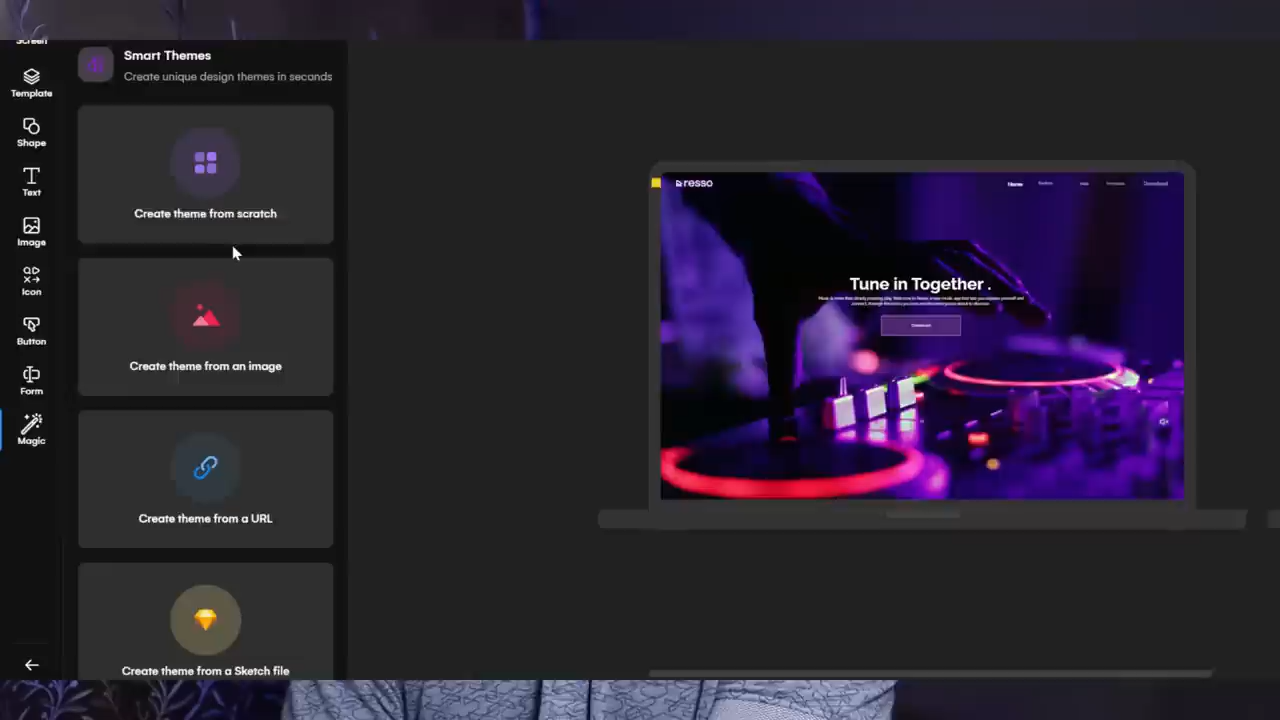 Screen
Template
Shape
Text
Image
Icon
Button
Form
Magic
Smart Themes
Create unique design themes in seconds
Create theme from scratch
Create theme from an image
Create theme from a URL
Create theme from a Sketch file
resso
Home
Download
Tune in Together .
Download